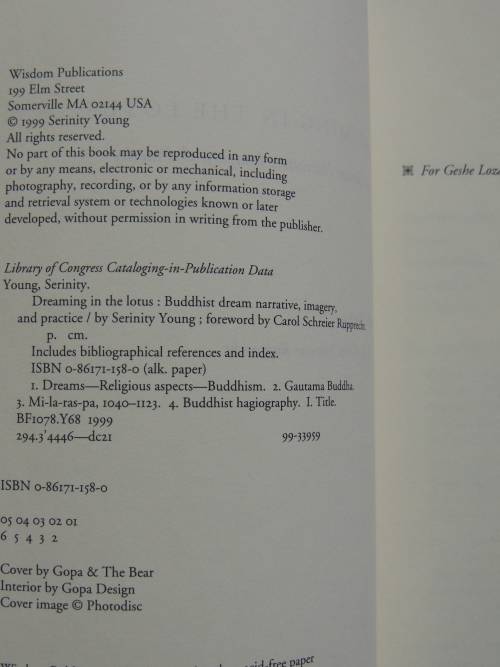 Wisdom Publications
199 Elm Street
Somerville MA 02144 USA
© 1999 Serinity Young
All rights reserved.
No part of this book may be reproduced in any form
or by any means, electronic or mechanical, including
photography, recording, or by any information storage
and retrieval system or technologies known or later
developed, without permission in writing from the publisher.
Library of Congress Cataloging-in-Publication Data
Young, Serinity.
Dreaming in the lotus : Buddhist dream narrative, imagery,
and practice / by Serinity Young ; foreword by Carol Schreier Rupprecht.
p. cm.
Includes bibliographical references and index.
ISBN 0-86171-158-0 (alk. paper)
1. Dreams—Religious aspects—Buddhism. 2. Gautama Buddha.
3. Mi-la-ras-pa, 1040–1123. 4. Buddhist hagiography. I. Title.
BF1078.Y68 1999
294.3'4446—dc21 99-33959
ISBN 0-86171-158-0
05 04 03 02 01
6 5 4 3 2
Cover by Gopa & The Bear
Interior by Gopa Design
Cover image © Photodisc
paper
For Geshe